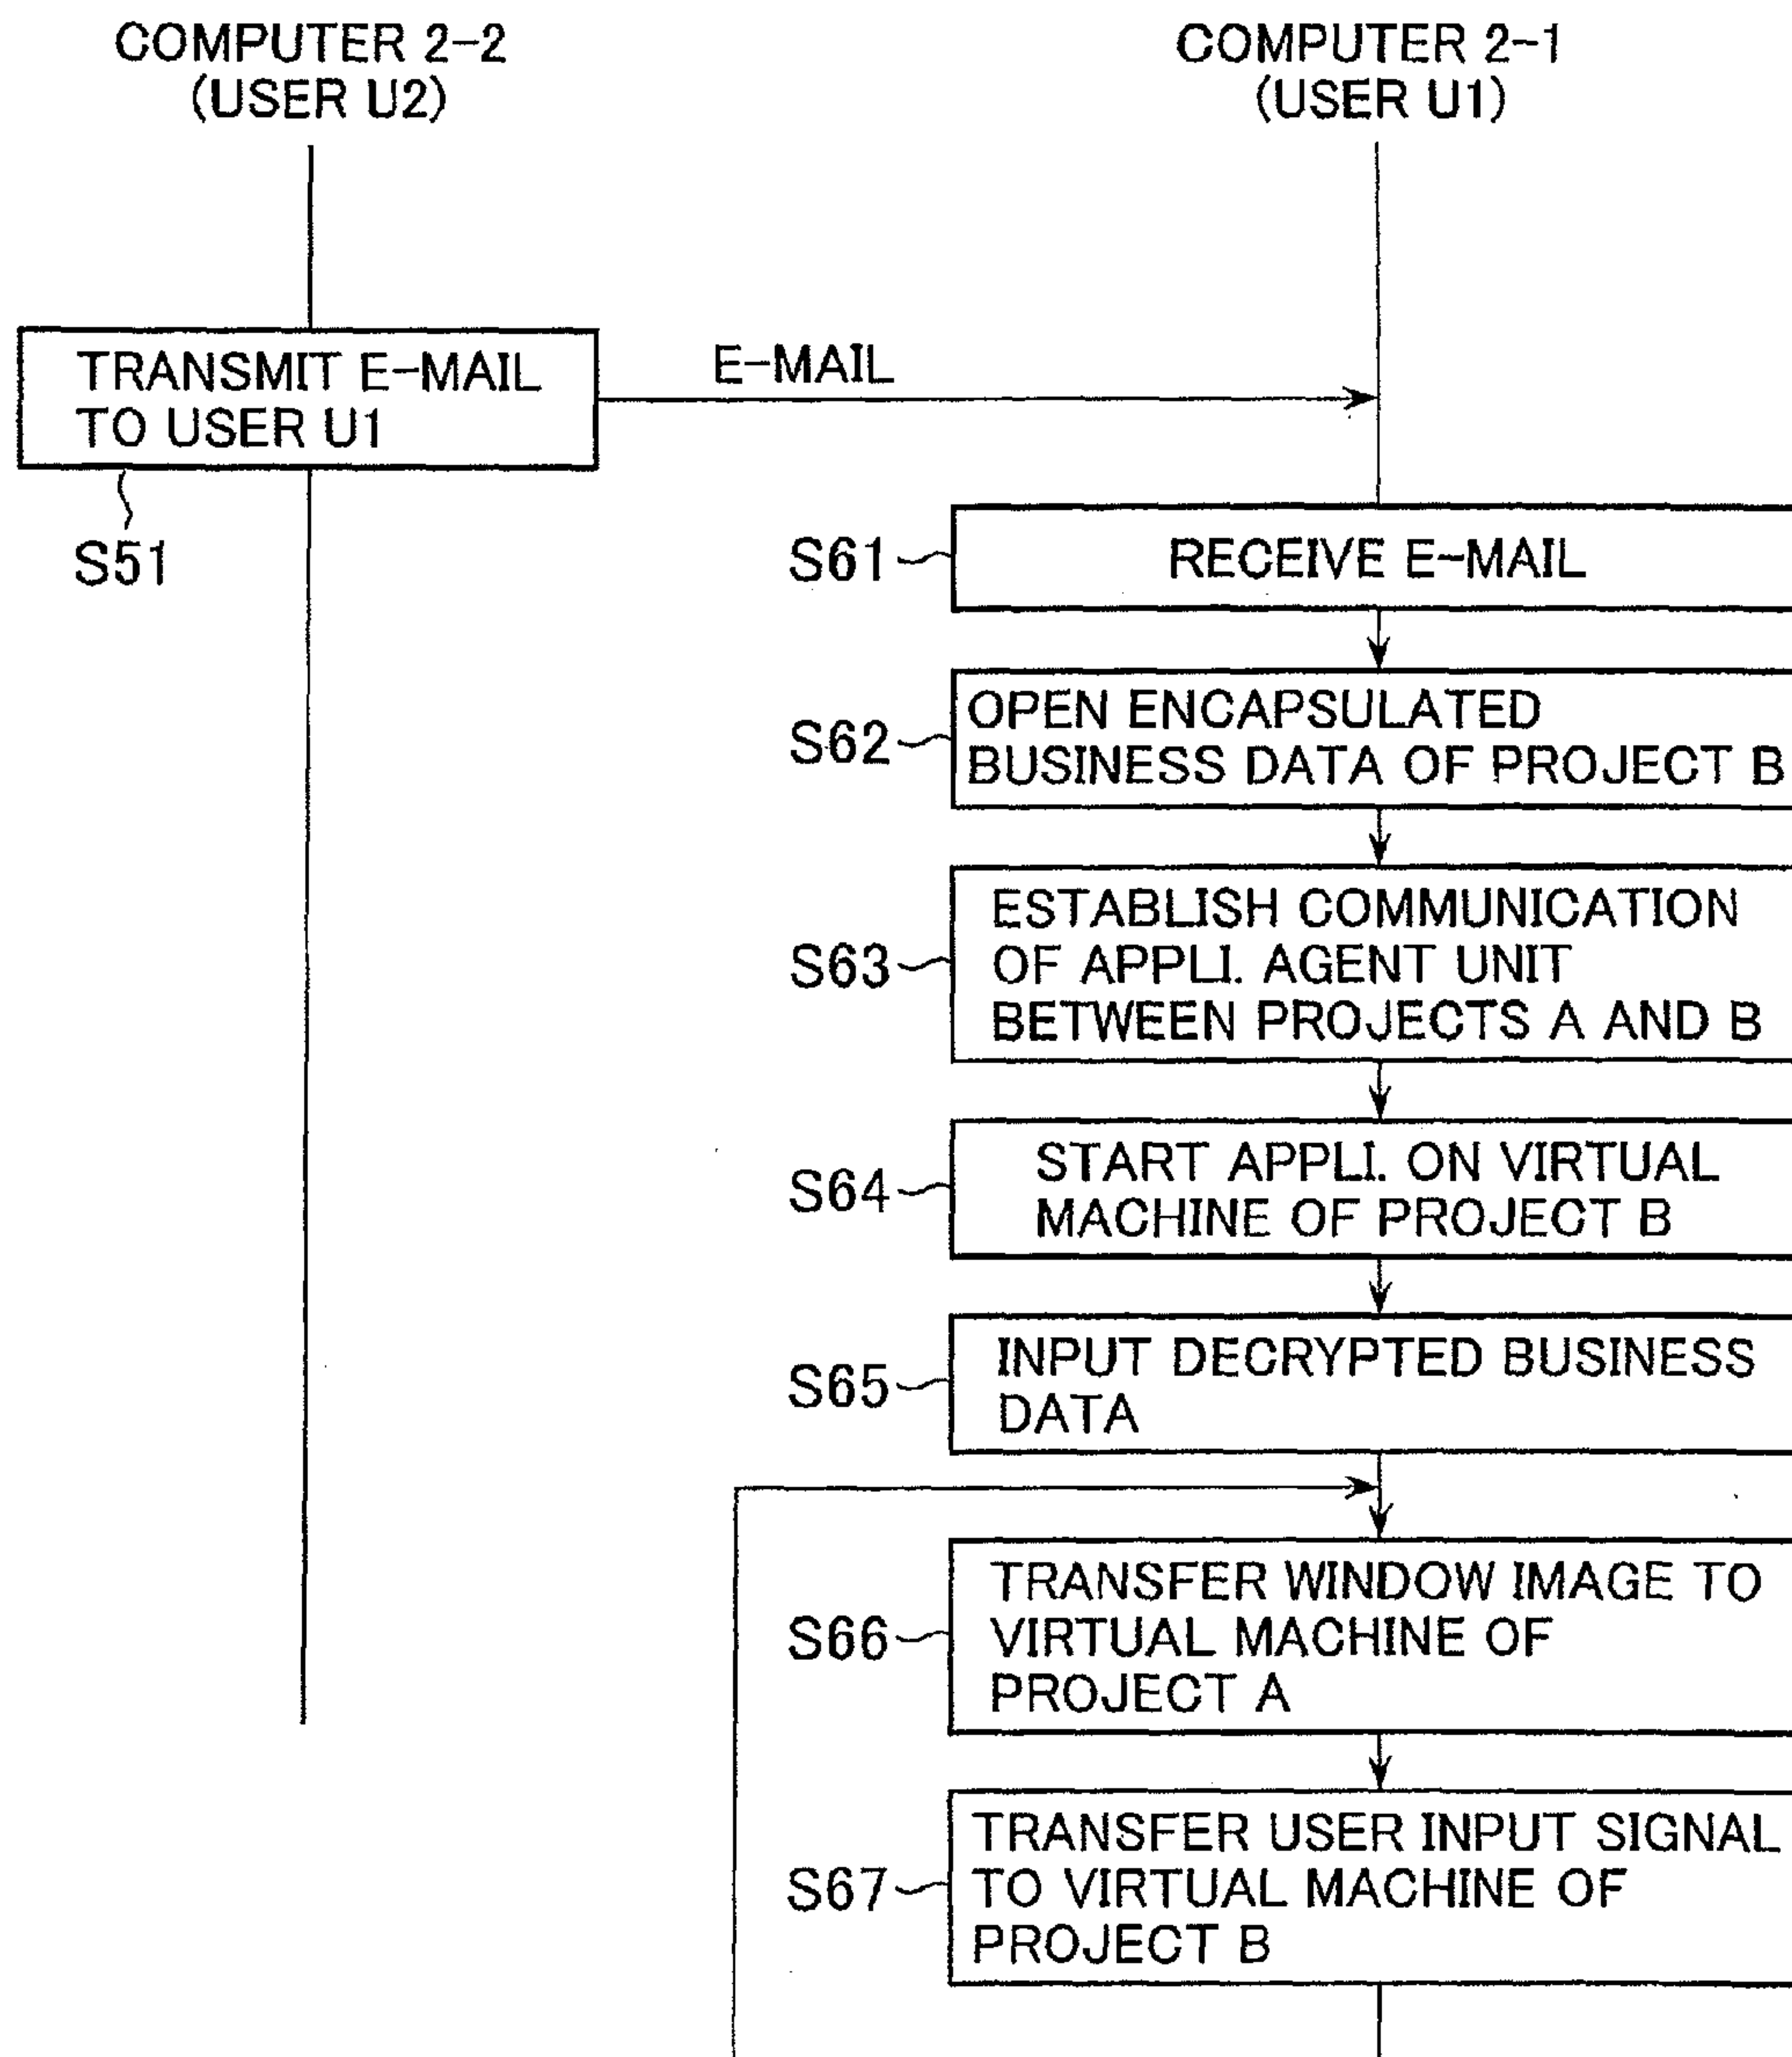 COMPUTER 2-2
(USER U2)
COMPUTER 2-1
(USER U1)
TRANSMIT E-MAIL
TO USER U1
E-MAIL
S51
S61
RECEIVE E-MAIL
S62
OPEN ENCAPSULATED
BUSINESS DATA OF PROJECT B
S63
ESTABLISH COMMUNICATION
OF APPLI. AGENT UNIT
BETWEEN PROJECTS A AND B
S64
START APPLI. ON VIRTUAL
MACHINE OF PROJECT B
S65
INPUT DECRYPTED BUSINESS
DATA
S66
TRANSFER WINDOW IMAGE TO
VIRTUAL MACHINE OF
PROJECT A
S67
TRANSFER USER INPUT SIGNAL
TO VIRTUAL MACHINE OF
PROJECT B